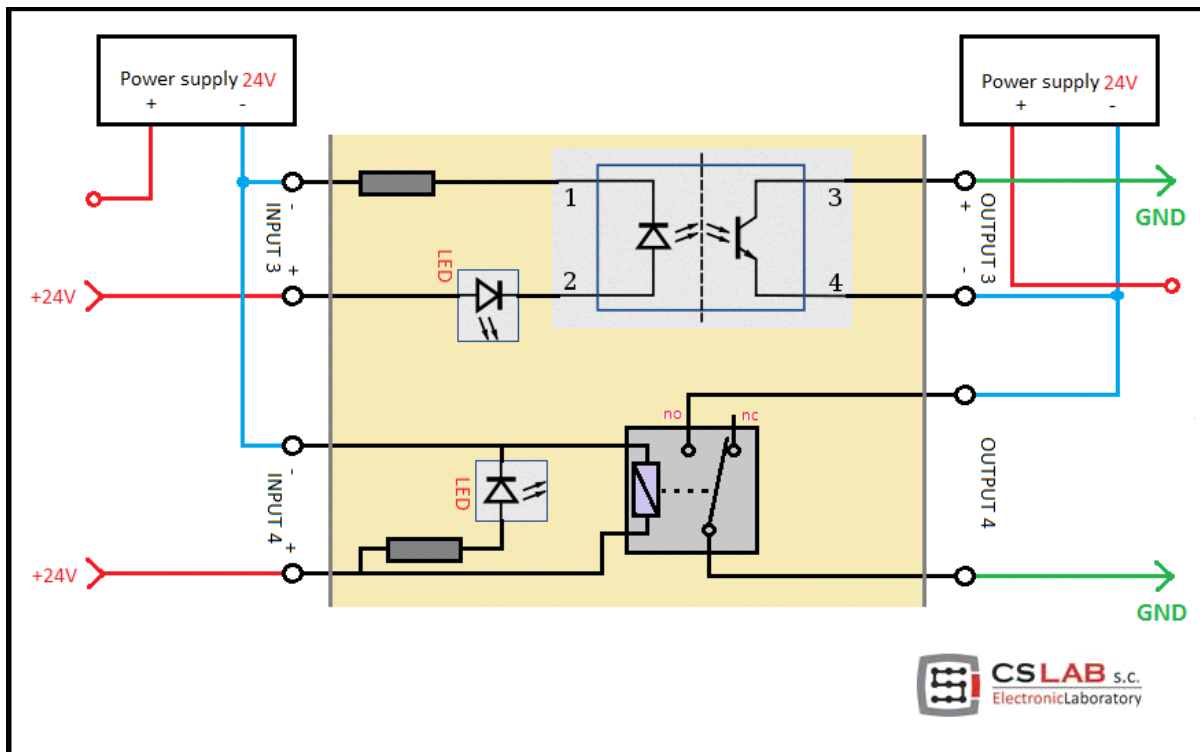 Power supply 24V
+ -
Power supply 24V
+ -
-
INPUT 3
+
+24V
LED
1
2
3
4
+
OUTPUT 3
-
GND
no nc
-
INPUT 4
+
+24V
LED
OUTPUT 4
GND
CSLAB s.c.
ElectronicLaboratory